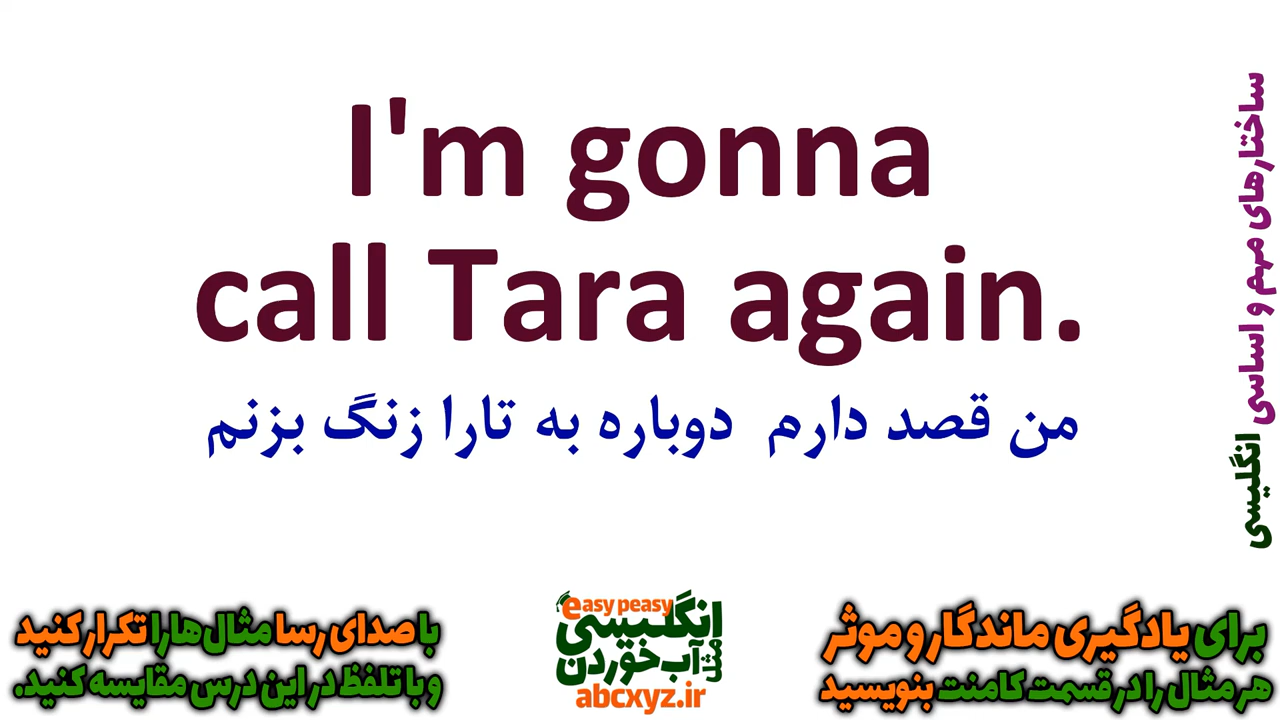 I'm gonna
call Tara again.
من قصد دارم دوباره به تارا زنگ بزنم
ساختارهای مهم و اساسی انگلیسی
با صدای رسا مثال‌ها را تکرار کنید
و با تلفظ در این درس مقایسه کنید.
easy peasy
انگلیسی
مثل
آب خوردن
abcxyz.ir
برای یادگیری ماندگار و موثر
هر مثال را در قسمت کامنت بنویسید